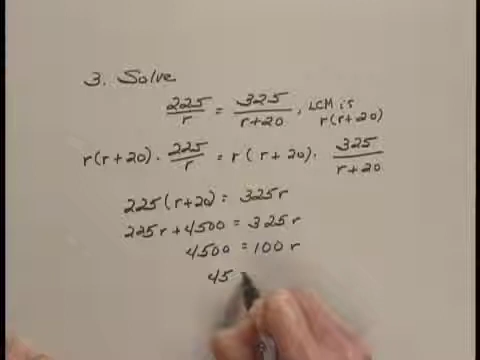 3. Solve
225/r = 325/(r+20), LCM is r(r+20)
r(r+20) · 225/r = r(r+20) · 325/(r+20)
225(r+20) = 325r
225r + 4500 = 325r
4500 = 100r
45